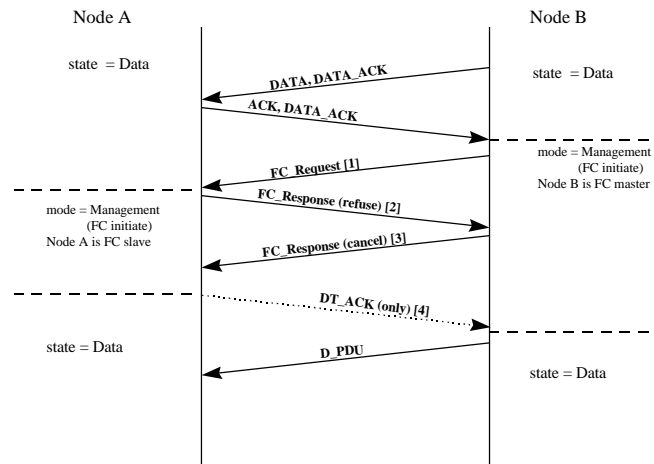 Node A
Node B
state = Data
state = Data
DATA, DATA_ACK
ACK, DATA_ACK
mode = Management
(FC initiate)
Node B is FC master
FC_Request [1]
FC_Response (refuse) [2]
mode = Management
(FC initiate)
Node A is FC slave
FC_Response (cancel) [3]
DT_ACK (only) [4]
state = Data
D_PDU
state = Data